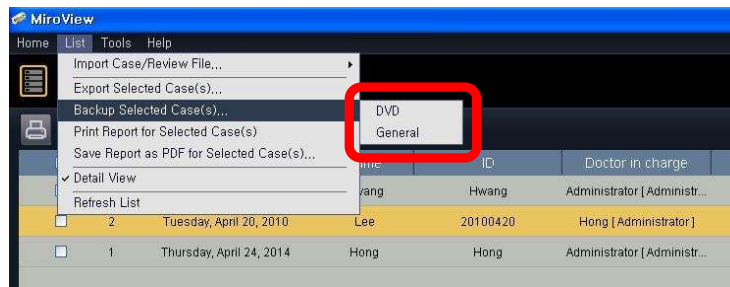 MiroView
Home List Tools Help
Import Case/Review File...
Export Selected Case(s)...
Backup Selected Case(s)...
DVD
Print Report for Selected Case(s)
General
Save Report as PDF for Selected Case(s)...
ID Doctor in charge
Detail View
Hwang Administrator [ Administr...
Refresh List
2 Tuesday, April 20, 2010 Lee 20100420 Hong [ Administrator ]
1 Thursday, April 24, 2014 Hong Hong Administrator [ Administr...